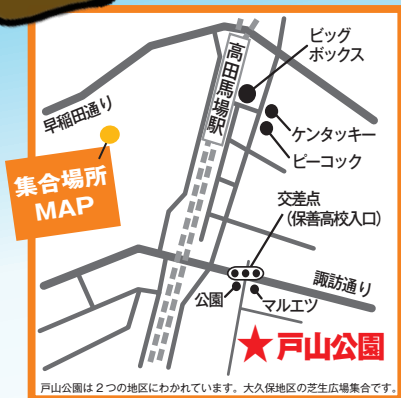 ビッグ
ボックス
高田馬場駅
早稲田通り
ケンタッキー
ピーコック
集合場所
MAP
交差点
(保善高校入口)
諏訪通り
公園
マルエツ
★戸山公園
戸山公園は2つの地区にわかれています。大久保地区の芝生広場集合です。